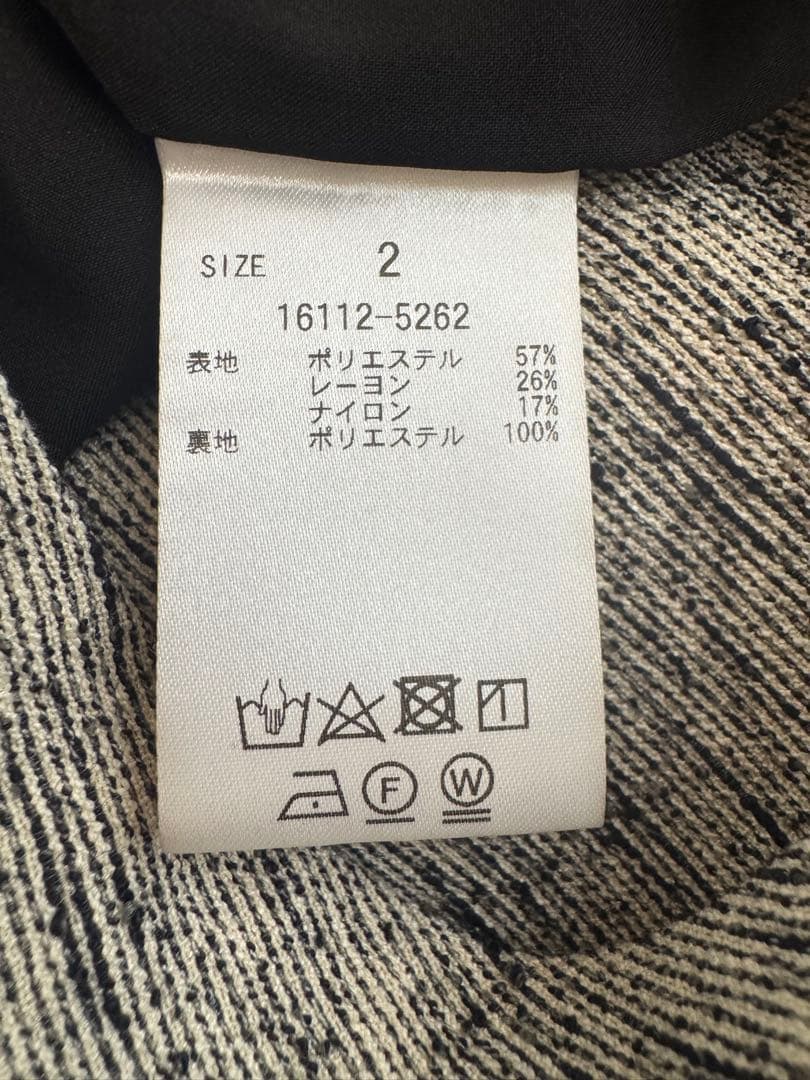 SIZE 2
16112-5262
表地 ポリエステル 57%
レーヨン 26%
ナイロン 17%
裏地 ポリエステル 100%
F W